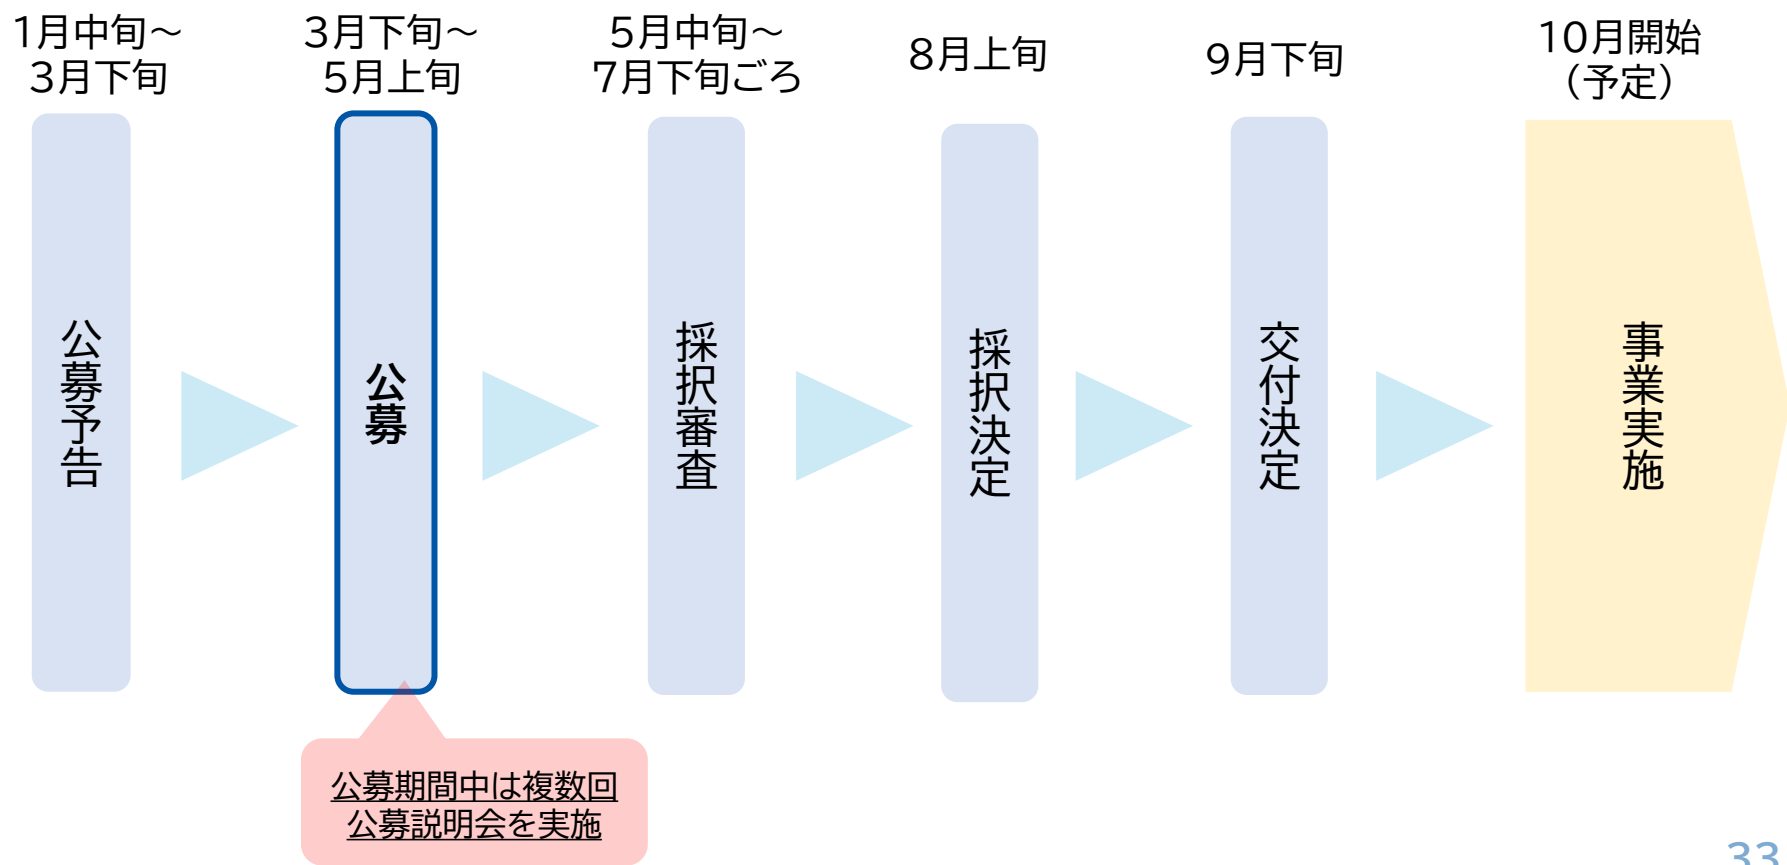 1月中旬～
3月下旬
3月下旬～
5月上旬
5月中旬～
7月下旬ごろ
8月上旬
9月下旬
10月開始
（予定）
公募予告
公募
採択審査
採択決定
交付決定
事業実施
公募期間中は複数回
公募説明会を実施
33